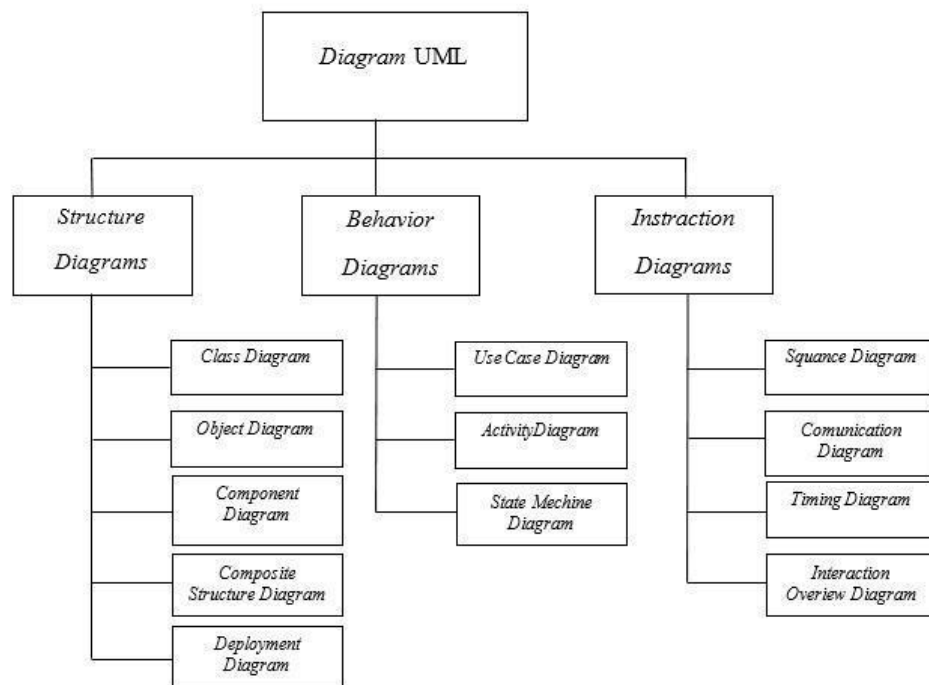 Diagram UML
Structure
Diagrams
Behavior
Diagrams
Instraction
Diagrams
Class Diagram
Object Diagram
Component
Diagram
Composite
Structure Diagram
Deployment
Diagram
Use Case Diagram
ActivityDiagram
State Mechine
Diagram
Squance Diagram
Comunication
Diagram
Timing Diagram
Interaction
Overiew Diagram